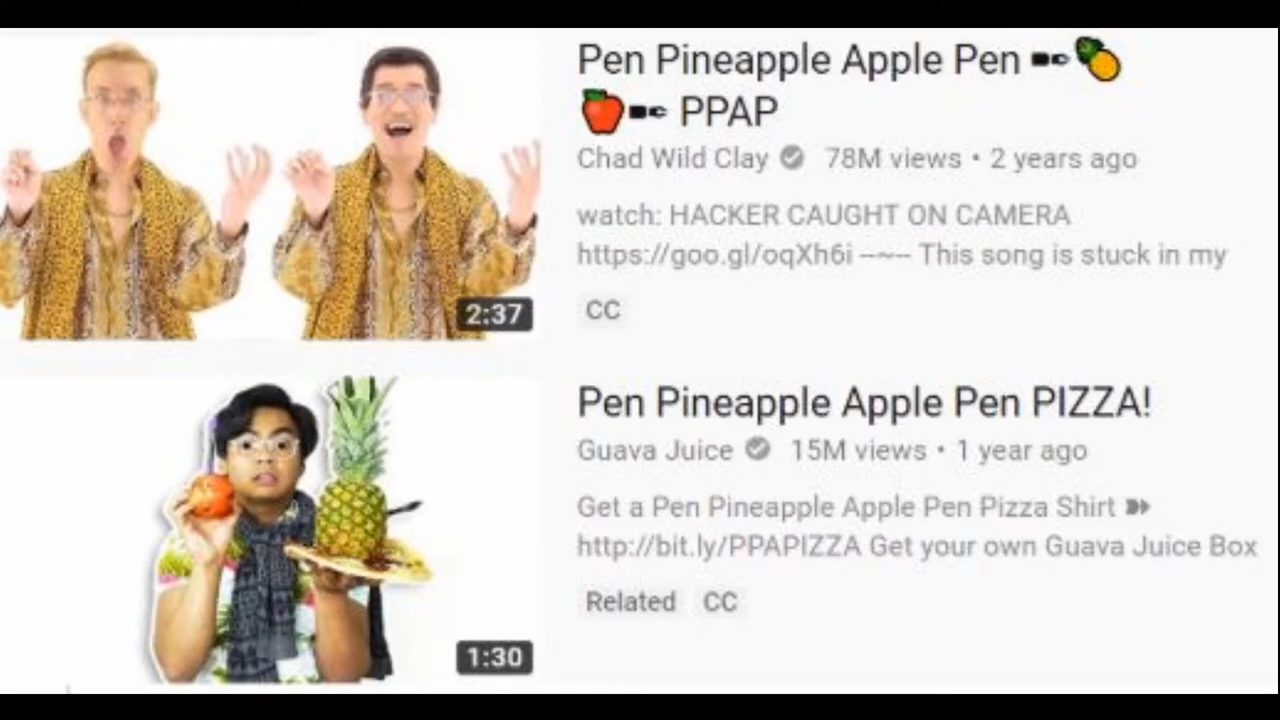 Pen Pineapple Apple Pen ✒🍍
🍎✒ PPAP
Chad Wild Clay 78M views • 2 years ago
watch: HACKER CAUGHT ON CAMERA
https://goo.gl/oqXh6i --~-- This song is stuck in my
CC
2:37
Pen Pineapple Apple Pen PIZZA!
Guava Juice 15M views • 1 year ago
Get a Pen Pineapple Apple Pen Pizza Shirt ➽
http://bit.ly/PPAPIZZA Get your own Guava Juice Box
Related CC
1:30